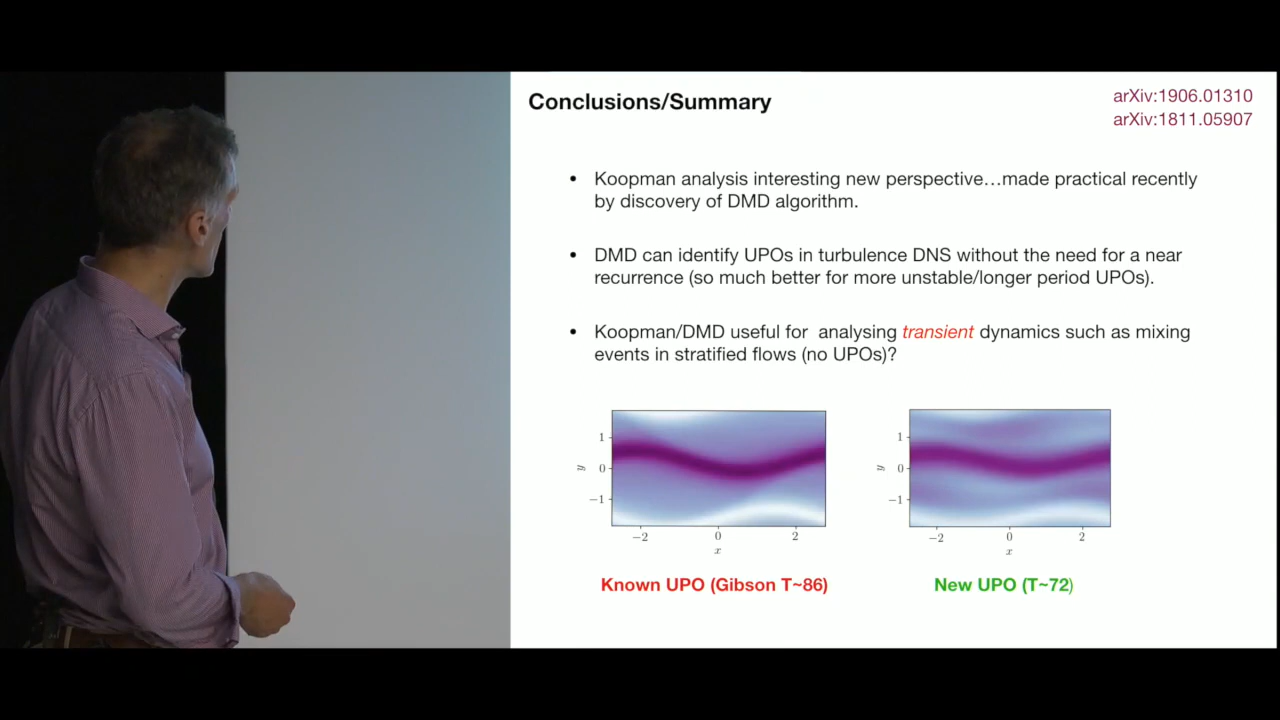 Conclusions/Summary
arXiv:1906.01310
arXiv:1811.05907
• Koopman analysis interesting new perspective…made practical recently
by discovery of DMD algorithm.
• DMD can identify UPOs in turbulence DNS without the need for a near
recurrence (so much better for more unstable/longer period UPOs).
• Koopman/DMD useful for analysing transient dynamics such as mixing
events in stratified flows (no UPOs)?
1
y 0
−1
−2 0 2
x
1
y 0
−1
−2 0 2
x
Known UPO (Gibson T~86)
New UPO (T~72)